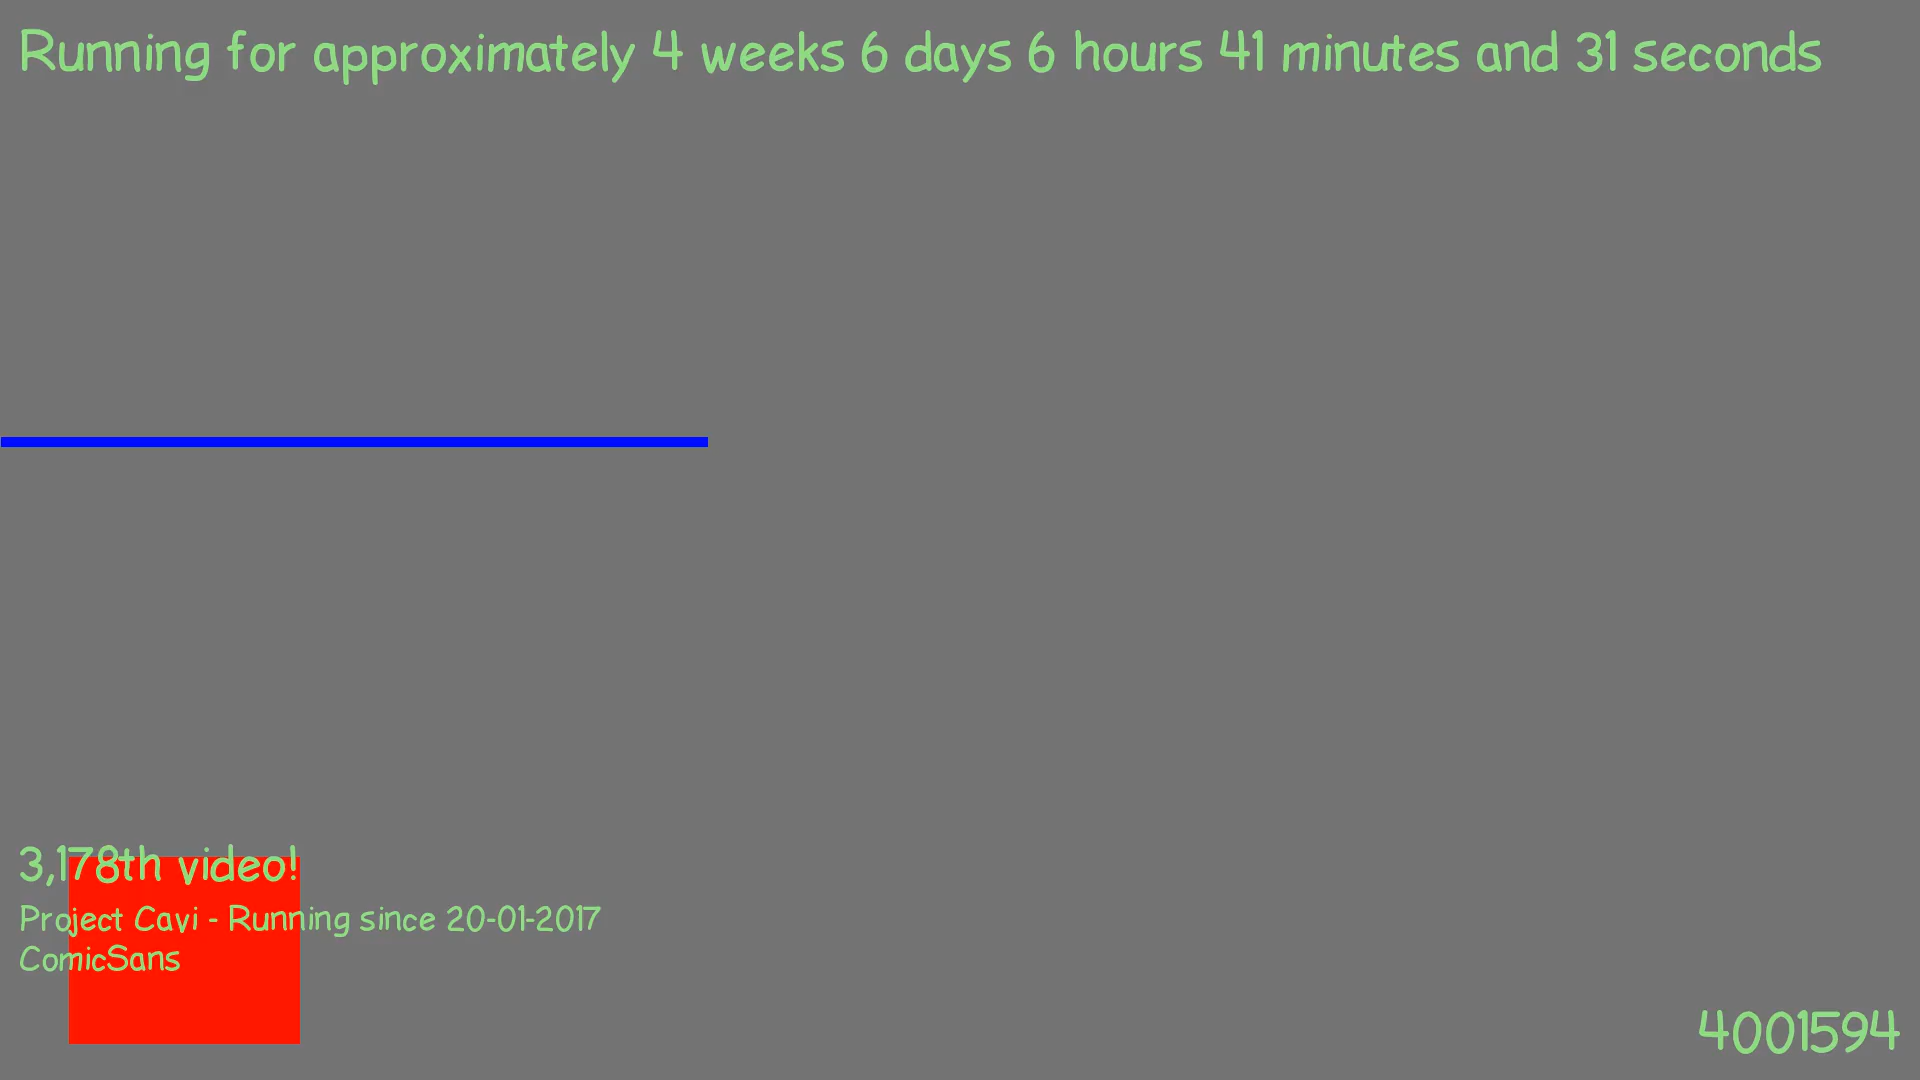 Running for approximately 4 weeks 6 days 6 hours 41 minutes and 31 seconds
3,178th video!
Project Cavi - Running since 20-01-2017
ComicSans
4001594